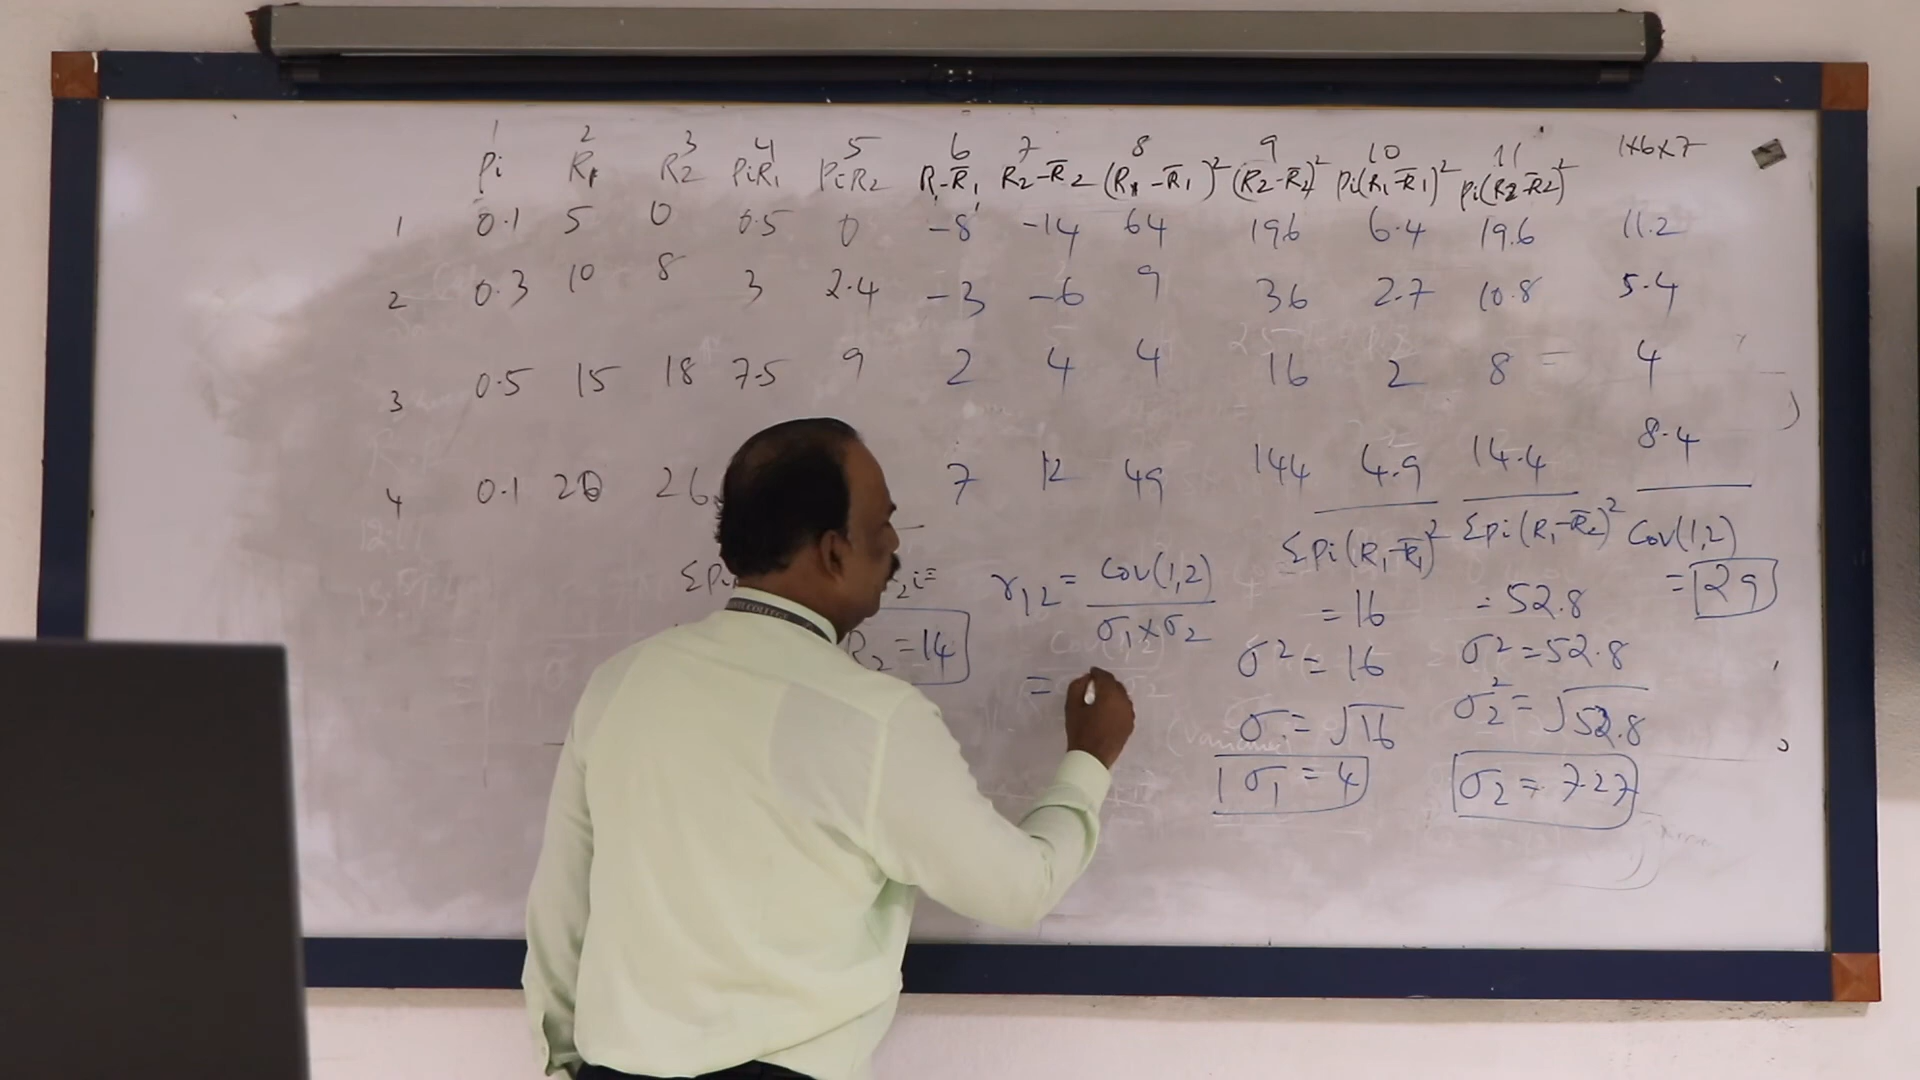 1 2 3 4 5 6 7 8 9 10 11 1x6x7
Pi R1 R2 PiR1 PiR2 R1-R̄1 R2-R̄2 (R1-R̄1)² (R2-R̄2)² Pi(R1-R̄1)² Pi(R2-R̄2)²
1 0.1 5 0 0.5 0 -8 -14 64 196 6.4 19.6 11.2
2 0.3 10 8 3 2.4 -3 -6 9 36 2.7 10.8 5.4
3 0.5 15 18 7.5 9 2 4 4 16 2 8 = 4
4 0.1 20 26 7 12 49 144 4.9 14.4 8.4
ΣPi 2i= r12 = Cov(1,2) ΣPi(R1-R̄1)² ΣPi(R1-R̄2)² Cov(1,2)
σ1xσ2 = 16 = 52.8 = 29
R2 = 14 = σ² = 16 σ² = 52.8
σ = √16 σ2² = √52.8
σ1 = 4 σ2 = 7.27